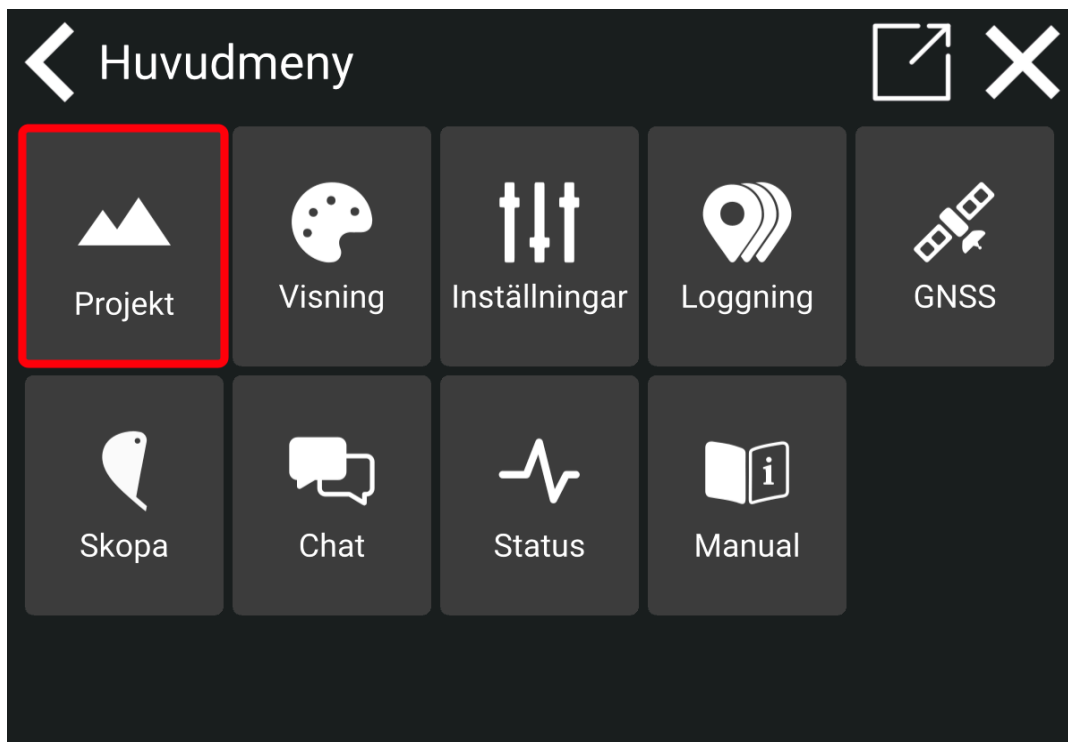 Huvudmeny
Projekt
Visning
Inställningar
Loggning
GNSS
Skopa
Chat
Status
i
Manual